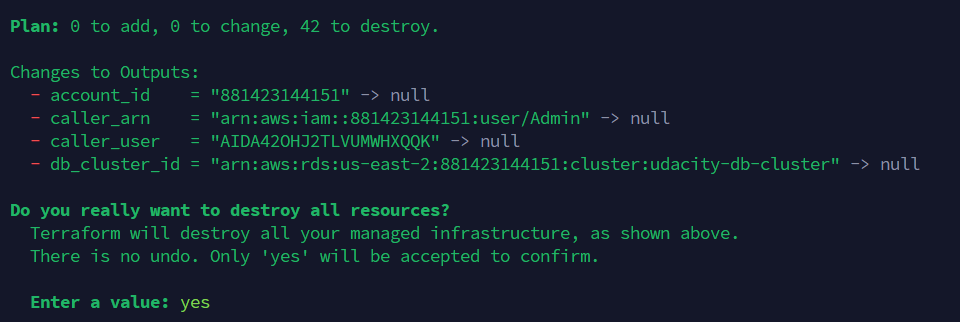 Plan: 0 to add, 0 to change, 42 to destroy.
Changes to Outputs:
- account_id = "881423144151" -> null
- caller_arn = "arn:aws:iam::881423144151:user/Admin" -> null
- caller_user = "AIDA42OHJ2TLVUMWHXQQK" -> null
- db_cluster_id = "arn:aws:rds:us-east-2:881423144151:cluster:udacity-db-cluster" -> null
Do you really want to destroy all resources?
Terraform will destroy all your managed infrastructure, as shown above.
There is no undo. Only 'yes' will be accepted to confirm.
Enter a value: yes